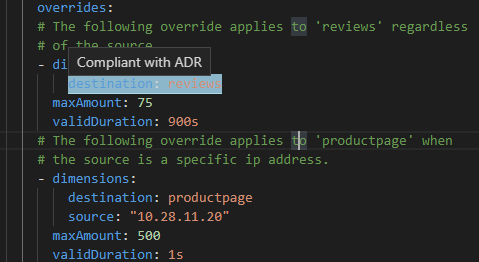 overrides:
# The following override applies to 'reviews' regardless
# of the source
- di
Compliant with ADR
destination: reviews
maxAmount: 75
validDuration: 900s
# The following override applies to 'productpage' when
# the source is a specific ip address.
- dimensions:
destination: productpage
source: "10.28.11.20"
maxAmount: 500
validDuration: 1s